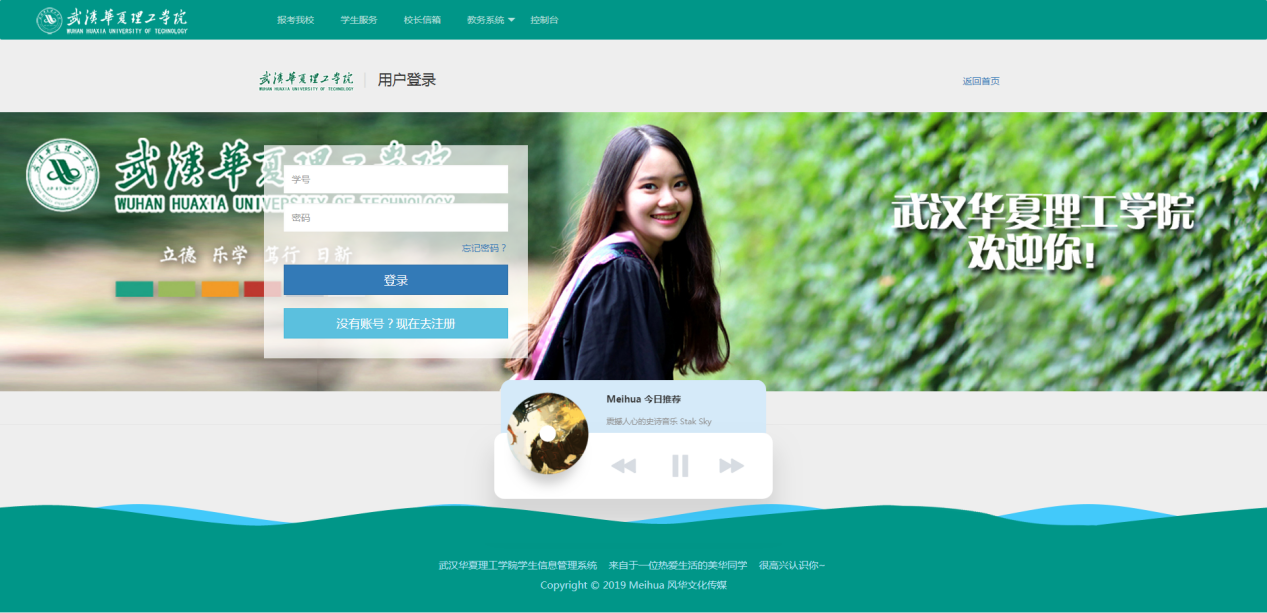 武漢華夏理工学院 报考我校 学生服务 校长信箱 教务系统 控制台
WUHAN HUAXIA UNIVERSITY OF TECHNOLOGY
武漢華夏理工学院 用户登录 返回首页
WUHAN HUAXIA UNIVERSITY OF TECHNOLOGY
武漢華夏理工学院
WUHAN HUAXIA UNIVERSITY OF TECHNOLOGY
立德 乐学 笃行 日新
学号
密码
忘记密码？
登录
没有账号？现在去注册
武汉华夏理工学院
欢迎你!
Meihua 今日推荐
震撼人心的史诗音乐 Stak Sky
武汉华夏理工学院学生信息管理系统 来自于一位热爱生活的美华同学 很高兴认识你~
Copyright © 2019 Meihua 风华文化传媒